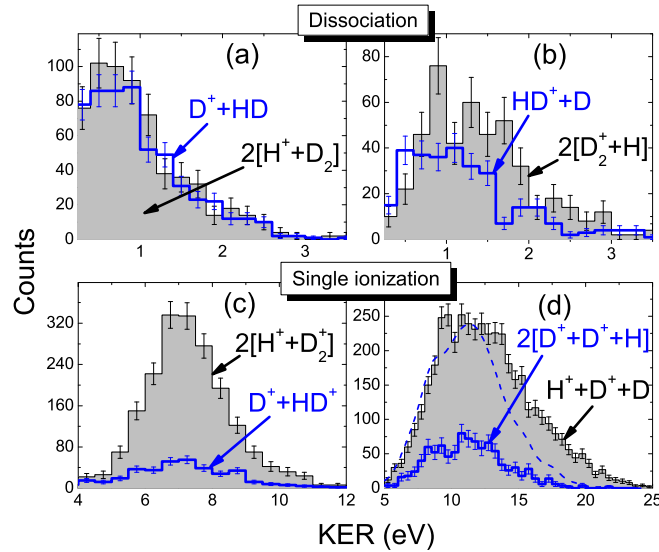 Dissociation
(a)
D⁺+HD
2[H⁺+D₂]
100
80
60
40
20
0
1
2
3
(b)
HD⁺+D
2[D₂⁺+H]
80
60
40
20
0
1
2
3
Counts
Single ionization
(c)
2[H⁺+D₂⁺]
D⁺+HD⁺
320
240
160
80
0
4
6
8
10
12
(d)
2[D⁺+D⁺+H]
H⁺+D⁺+D
250
200
150
100
50
0
5
10
15
20
25
KER (eV)